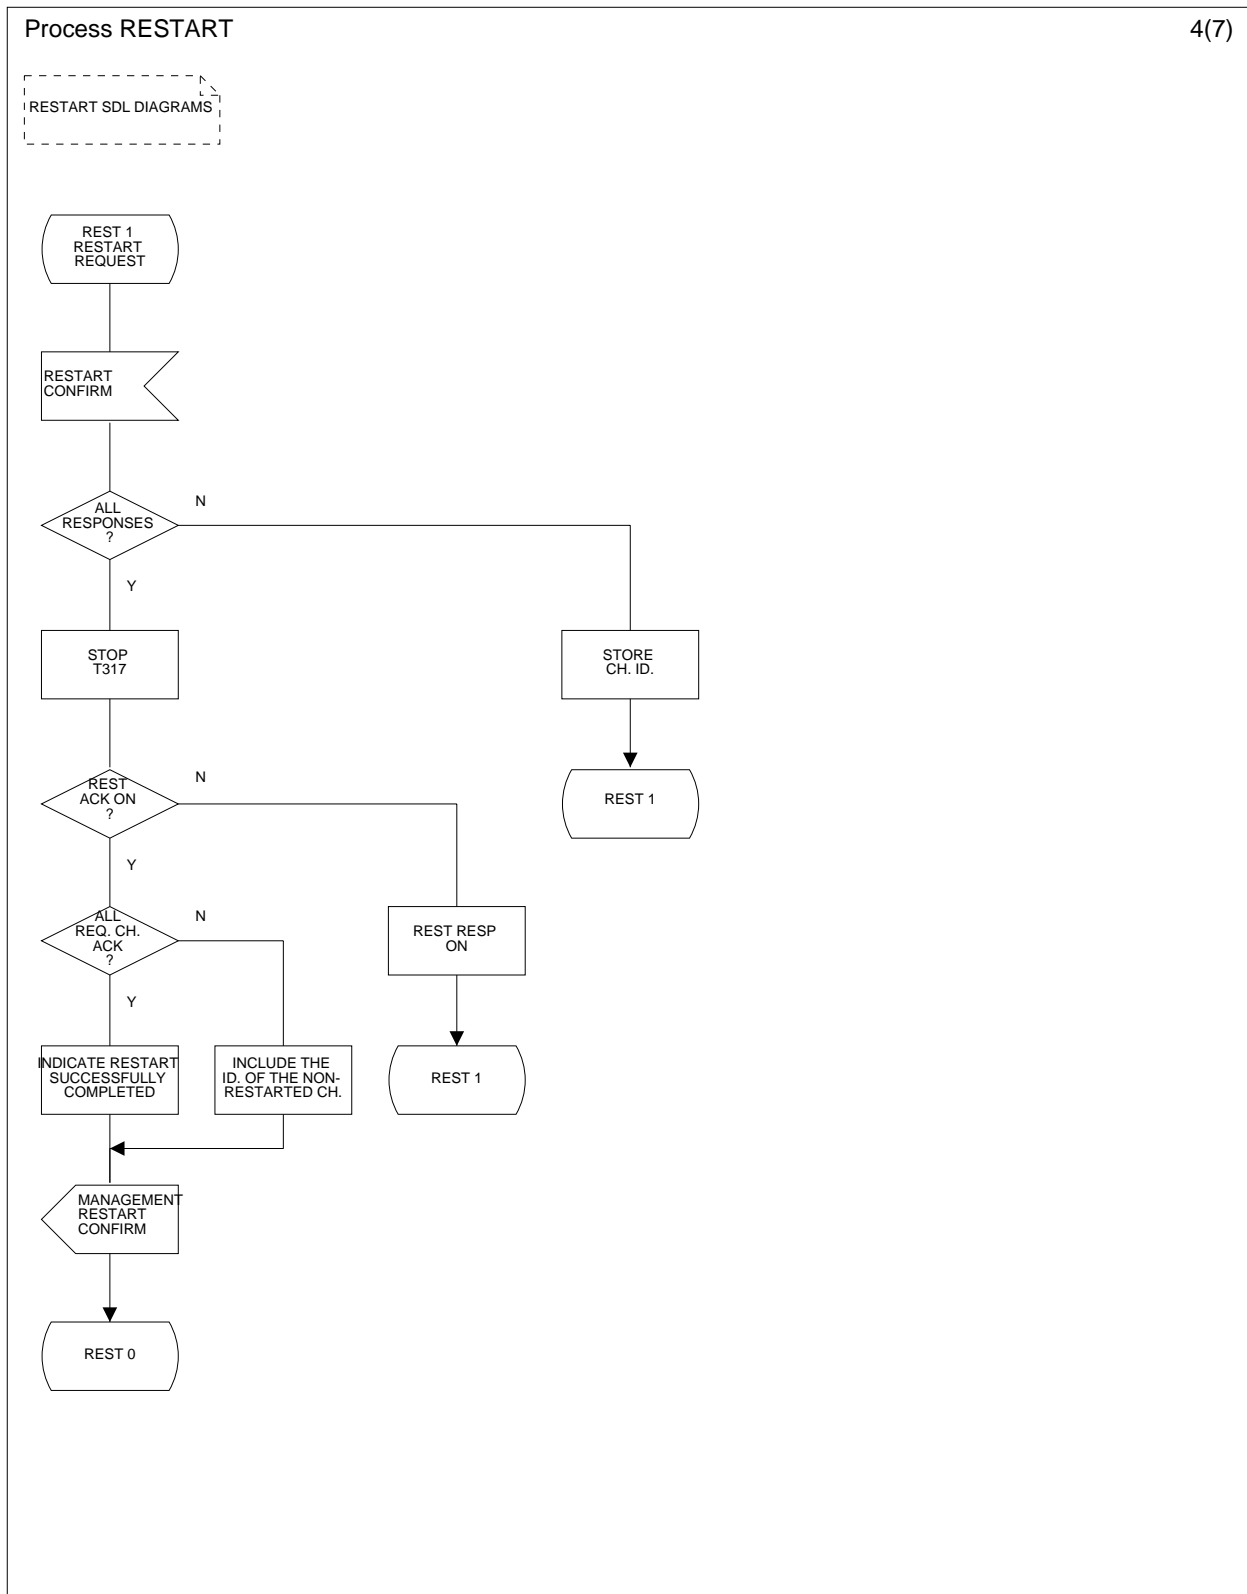 Process RESTART
4(7)
RESTART SDL DIAGRAMS
REST 1
RESTART
REQUEST
RESTART
CONFIRM
ALL
RESPONSES
?
N
Y
STOP
T317
STORE
CH. ID.
REST
ACK ON
?
N
REST 1
Y
ALL
REQ. CH.
ACK
?
N
REST RESP
ON
Y
INDICATE RESTART
SUCCESSFULLY
COMPLETED
INCLUDE THE
ID. OF THE NON-
RESTARTED CH.
REST 1
MANAGEMENT
RESTART
CONFIRM
REST 0